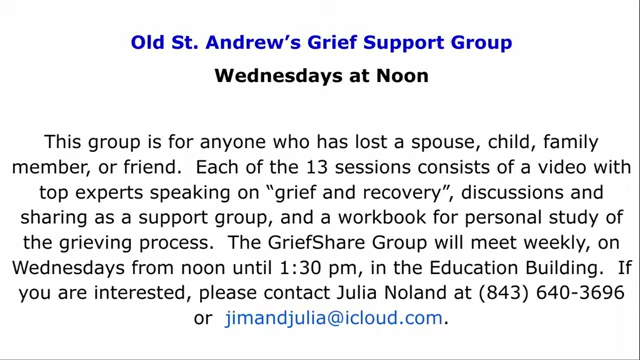 Old St. Andrew’s Grief Support Group
Wednesdays at Noon
This group is for anyone who has lost a spouse, child, family
member, or friend.  Each of the 13 sessions consists of a video with
top experts speaking on “grief and recovery”, discussions and
sharing as a support group, and a workbook for personal study of
the grieving process.  The GriefShare Group will meet weekly, on
Wednesdays from noon until 1:30 pm, in the Education Building.  If
you are interested, please contact Julia Noland at (843) 640-3696
or  jimandjulia@icloud.com.